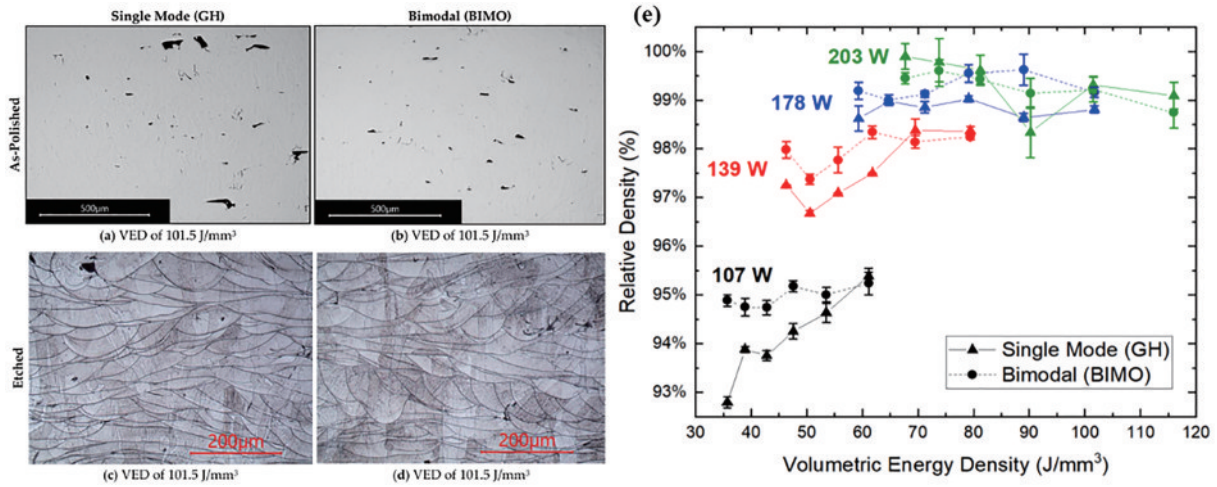 Single Mode (GH)
Bimodal (BIMO)
As-Polished
500μm
500μm
(a) VED of 101.5 J/mm³
(b) VED of 101.5 J/mm³
Etched
200μm
200μm
(c) VED of 101.5 J/mm³
(d) VED of 101.5 J/mm³
(e)
Relative Density (%)
100%
99%
98%
97%
96%
95%
94%
93%
203 W
178 W
139 W
107 W
Single Mode (GH)
Bimodal (BIMO)
30 40 50 60 70 80 90 100 110 120
Volumetric Energy Density (J/mm³)